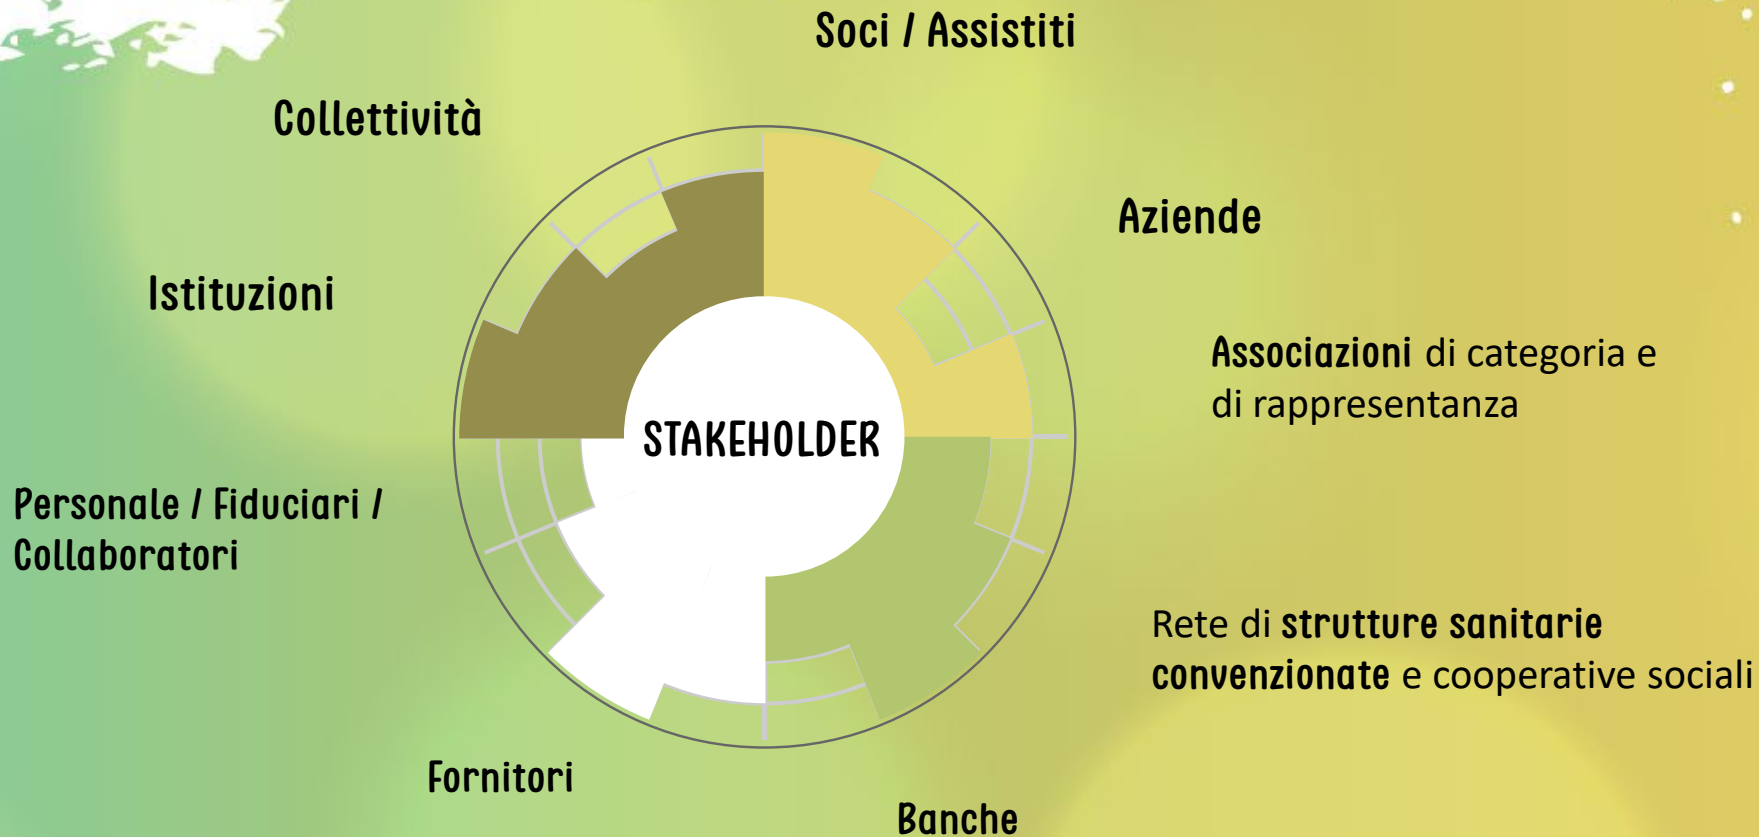 Soci / Assistiti
Collettività
Aziende
Istituzioni
Associazioni di categoria e
di rappresentanza
STAKEHOLDER
Personale / Fiduciari /
Collaboratori
Rete di strutture sanitarie
convenzionate e cooperative sociali
Fornitori
Banche